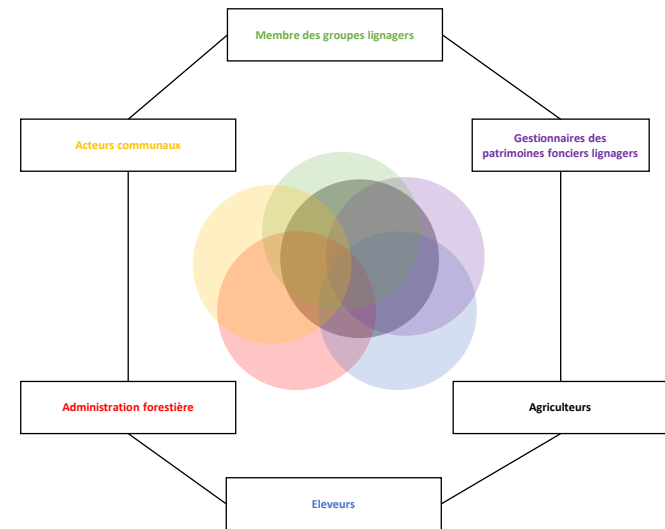 Membre des groupes lignagers
Acteurs communaux
Gestionnaires des
patrimoines fonciers lignagers
Administration forestière
Agriculteurs
Eleveurs